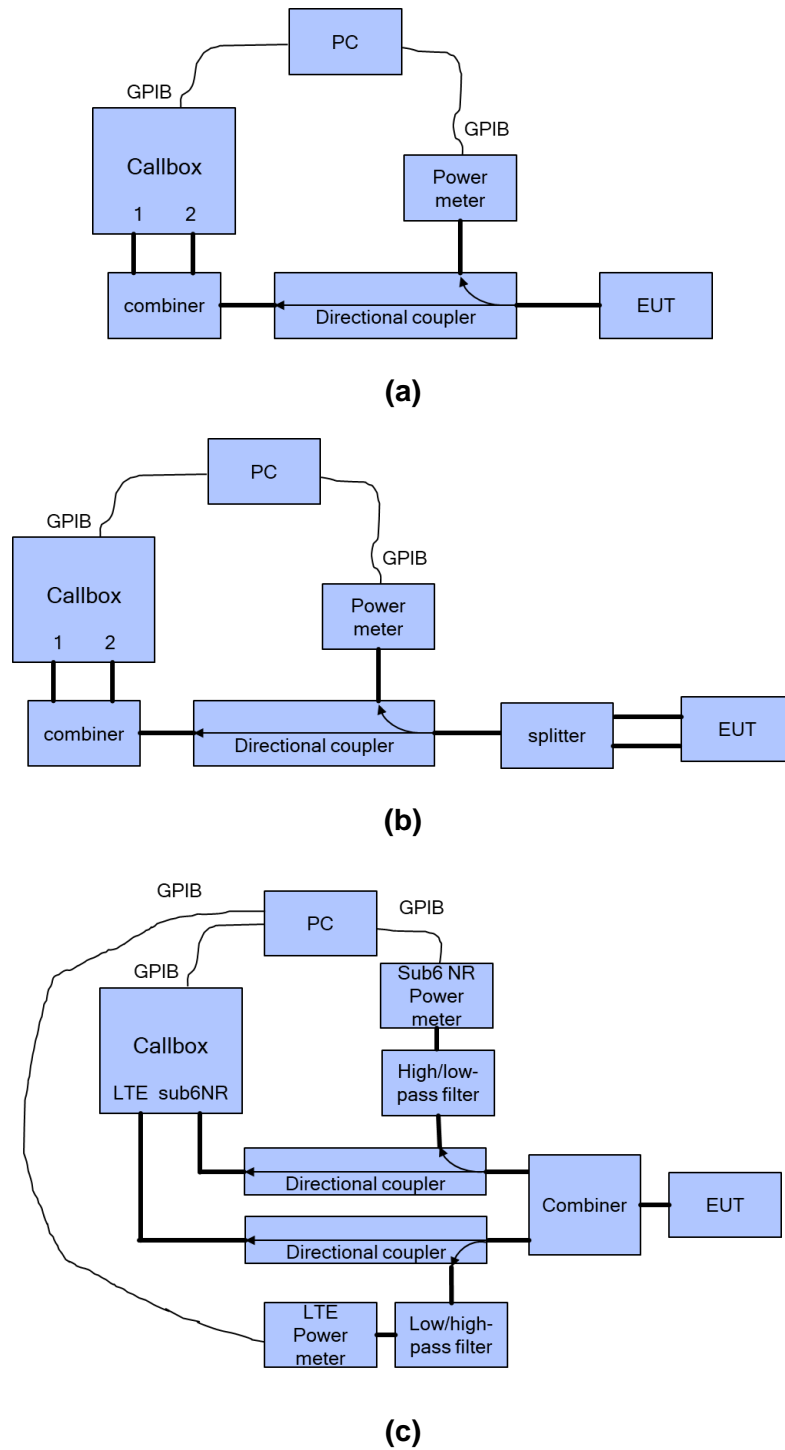 PC
GPIB
GPIB
Callbox
1 2
Power
meter
combiner
Directional coupler
EUT
(a)
PC
GPIB
GPIB
Callbox
1 2
Power
meter
combiner
Directional coupler
splitter
EUT
(b)
GPIB
PC
GPIB
GPIB
Sub6 NR
Power
meter
Callbox
LTE sub6NR
High/low-
pass filter
Directional coupler
Combiner
EUT
Directional coupler
LTE
Power
meter
Low/high-
pass filter
(c)